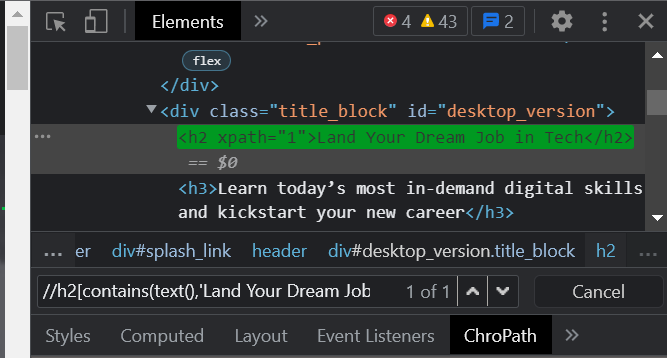 Elements » 4 43 2
flex
</div>
<div class="title_block" id="desktop_version">
… <h2 xpath="1">Land Your Dream Job in Tech</h2>
== $0
<h3>Learn today’s most in-demand digital skills
and kickstart your new career</h3>
… er div#splash_link header div#desktop_version.title_block h2 …
//h2[contains(text(),'Land Your Dream Job 1 of 1 Cancel
Styles Computed Layout Event Listeners ChroPath »